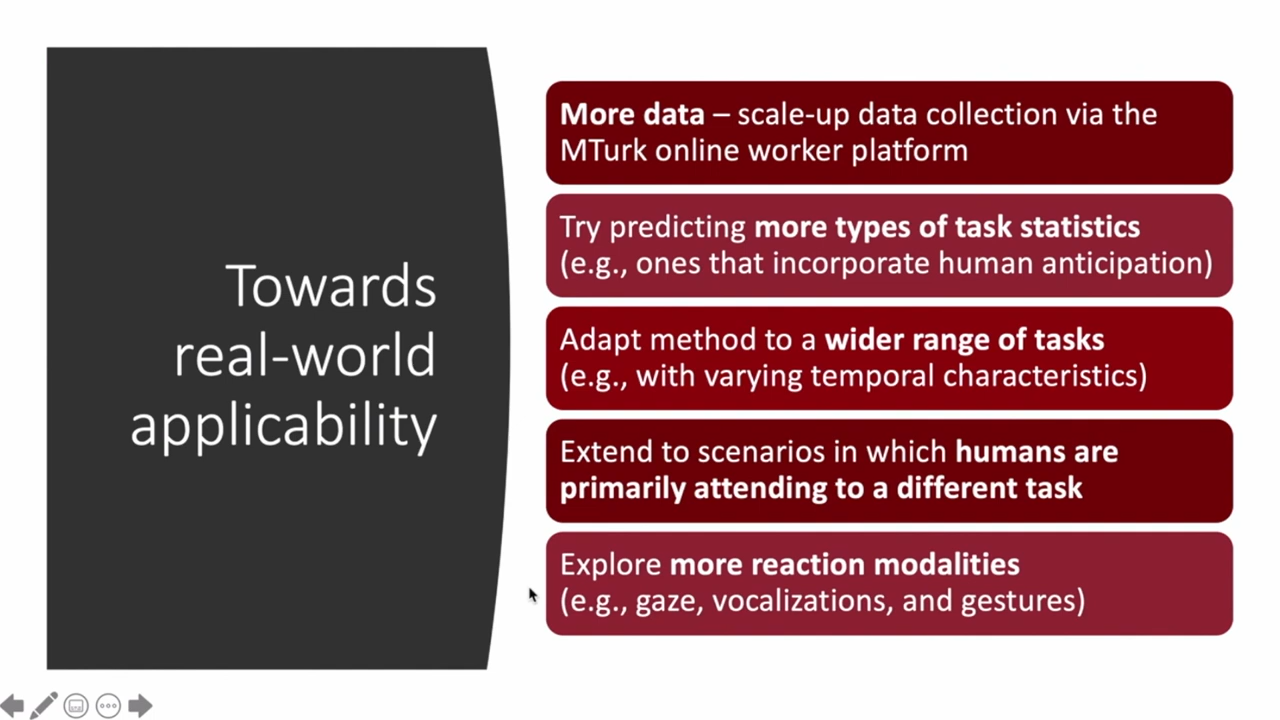 Towards
real-world
applicability
More data – scale-up data collection via the
MTurk online worker platform
Try predicting more types of task statistics
(e.g., ones that incorporate human anticipation)
Adapt method to a wider range of tasks
(e.g., with varying temporal characteristics)
Extend to scenarios in which humans are
primarily attending to a different task
Explore more reaction modalities
(e.g., gaze, vocalizations, and gestures)